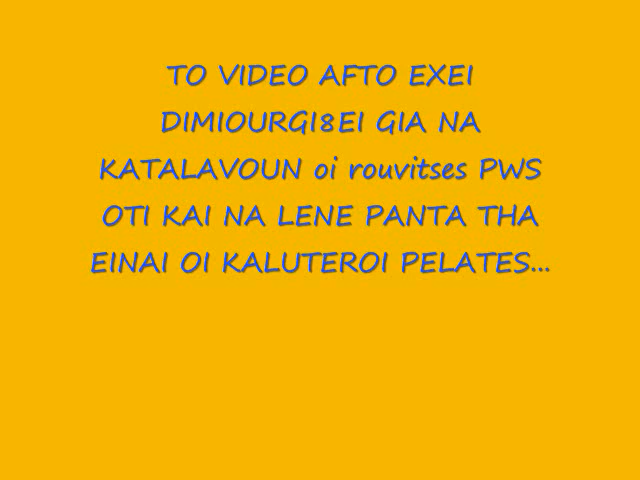 TO VIDEO AFTO EXEI
DIMIOURGI8EI GIA NA
KATALAVOUN oi rouvitses PWS
OTI KAI NA LENE PANTA THA
EINAI OI KALUTEROI PELATES...